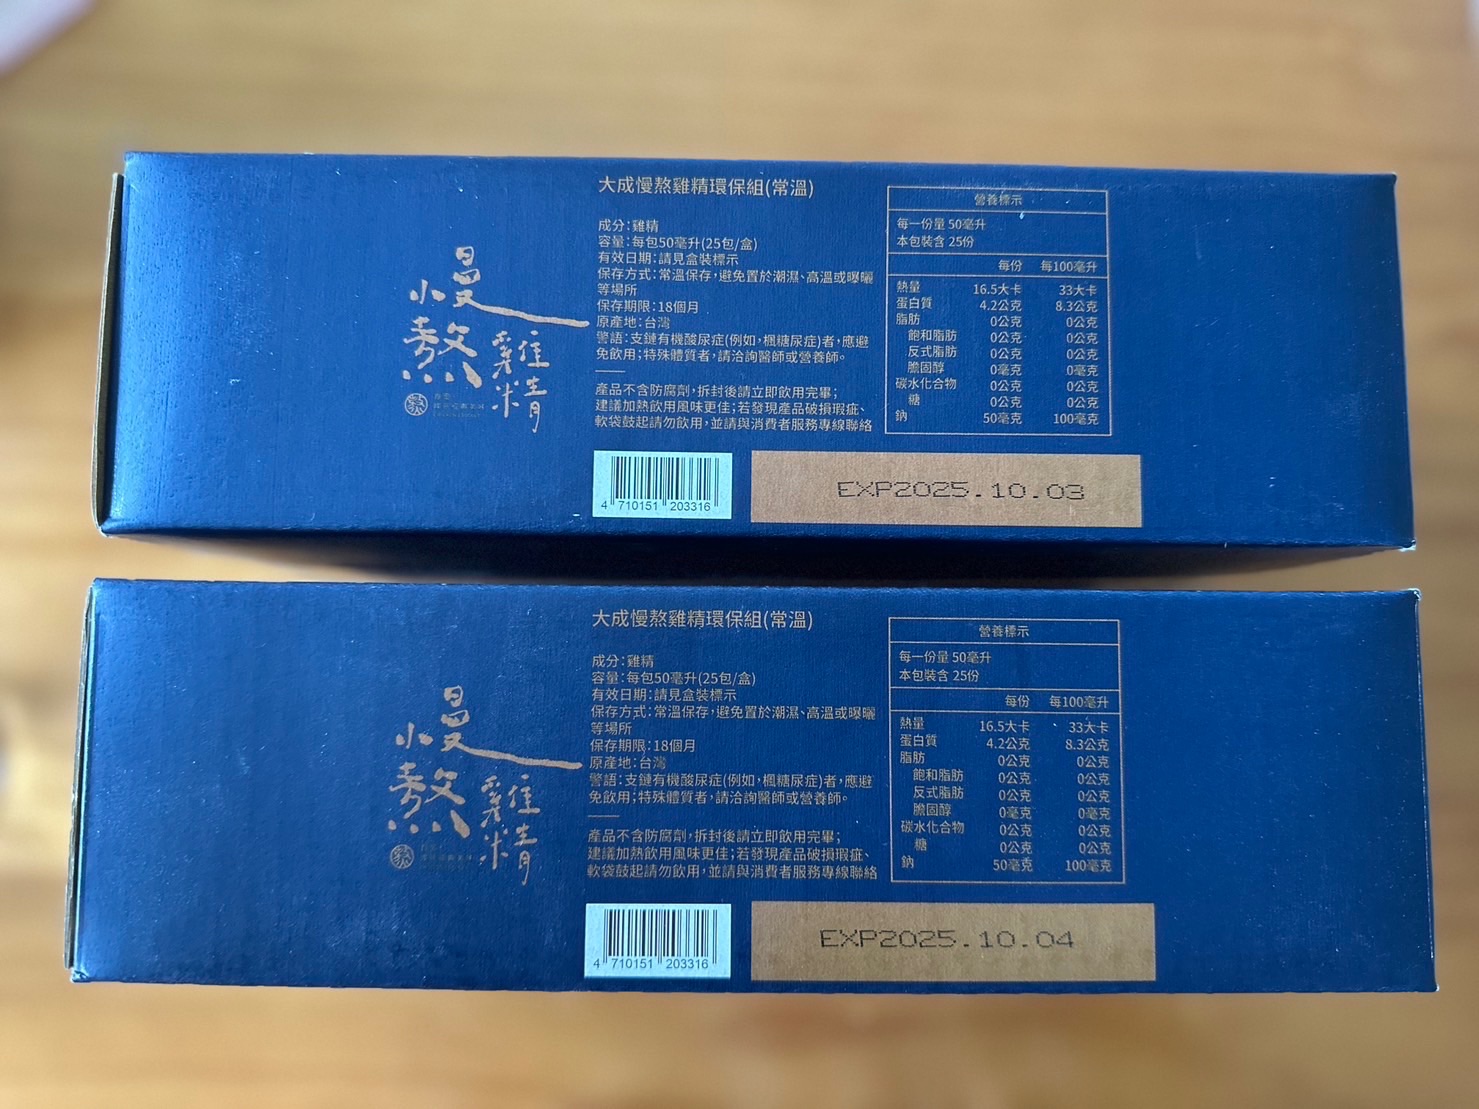 大成慢熬雞精環保組(常溫)
成分:雞精
容量:每包50毫升(25包/盒)
有效日期:請見盒裝標示
保存方式:常溫保存,避免置於潮濕、高溫或曝曬
等場所
保存期限:18個月
原產地:台灣
警語:支鏈有機酸尿症(例如,楓糖尿症)者,應避
免飲用;特殊體質者,請洽詢醫師或營養師。
產品不含防腐劑,拆封後請立即飲用完畢;
建議加熱飲用風味更佳;若發現產品破損瑕疵、
軟袋鼓起請勿飲用,並請與消費者服務專線聯絡
慢熬雞精
營養標示
每一份量 50毫升
本包裝含 25份
每份 每100毫升
熱量 16.5大卡 33大卡
蛋白質 4.2公克 8.3公克
脂肪 0公克 0公克
飽和脂肪 0公克 0公克
反式脂肪 0公克 0公克
膽固醇 0毫克 0毫克
碳水化合物 0公克 0公克
糖 0公克 0公克
鈉 50毫克 100毫克
4 710151 203316
EXP2025.10.03
大成慢熬雞精環保組(常溫)
成分:雞精
容量:每包50毫升(25包/盒)
有效日期:請見盒裝標示
保存方式:常溫保存,避免置於潮濕、高溫或曝曬
等場所
保存期限:18個月
原產地:台灣
警語:支鏈有機酸尿症(例如,楓糖尿症)者,應避
免飲用;特殊體質者,請洽詢醫師或營養師。
產品不含防腐劑,拆封後請立即飲用完畢;
建議加熱飲用風味更佳;若發現產品破損瑕疵、
軟袋鼓起請勿飲用,並請與消費者服務專線聯絡
慢熬雞精
營養標示
每一份量 50毫升
本包裝含 25份
每份 每100毫升
熱量 16.5大卡 33大卡
蛋白質 4.2公克 8.3公克
脂肪 0公克 0公克
飽和脂肪 0公克 0公克
反式脂肪 0公克 0公克
膽固醇 0毫克 0毫克
碳水化合物 0公克 0公克
糖 0公克 0公克
鈉 50毫克 100毫克
4 710151 203316
EXP2025.10.04